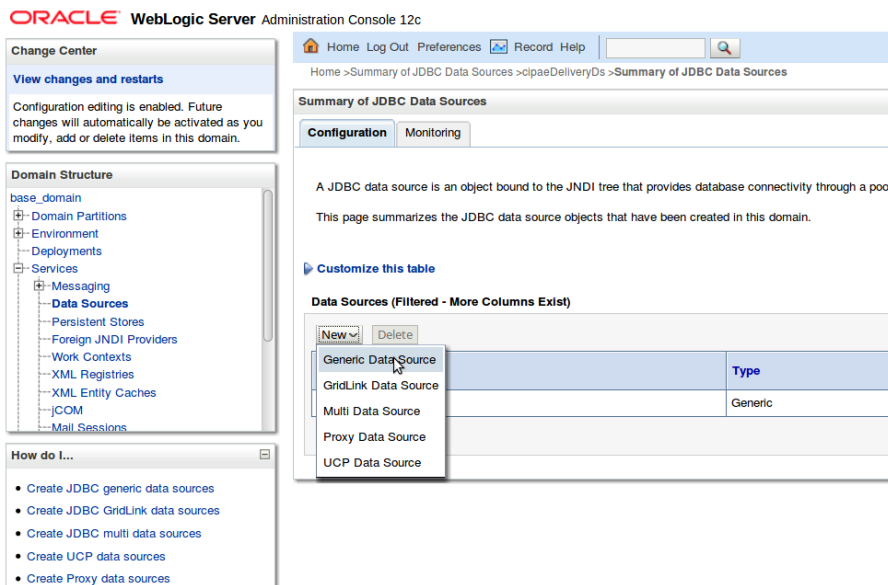 ORACLE WebLogic Server Administration Console 12c
Change Center
View changes and restarts
Configuration editing is enabled. Future
changes will automatically be activated as you
modify, add or delete items in this domain.
Domain Structure
base_domain
Domain Partitions
Environment
Deployments
Services
Messaging
Data Sources
Persistent Stores
Foreign JNDI Providers
Work Contexts
XML Registries
XML Entity Caches
jCOM
Mail Sessions
How do I...
Create JDBC generic data sources
Create JDBC GridLink data sources
Create JDBC multi data sources
Create UCP data sources
Create Proxy data sources
Home Log Out Preferences Record Help
Home >Summary of JDBC Data Sources >cipaeDeliveryDs >Summary of JDBC Data Sources
Summary of JDBC Data Sources
Configuration Monitoring
A JDBC data source is an object bound to the JNDI tree that provides database connectivity through a poo
This page summarizes the JDBC data source objects that have been created in this domain.
Customize this table
Data Sources (Filtered - More Columns Exist)
New Delete
Generic Data Source
GridLink Data Source
Multi Data Source
Proxy Data Source
UCP Data Source
Type
Generic